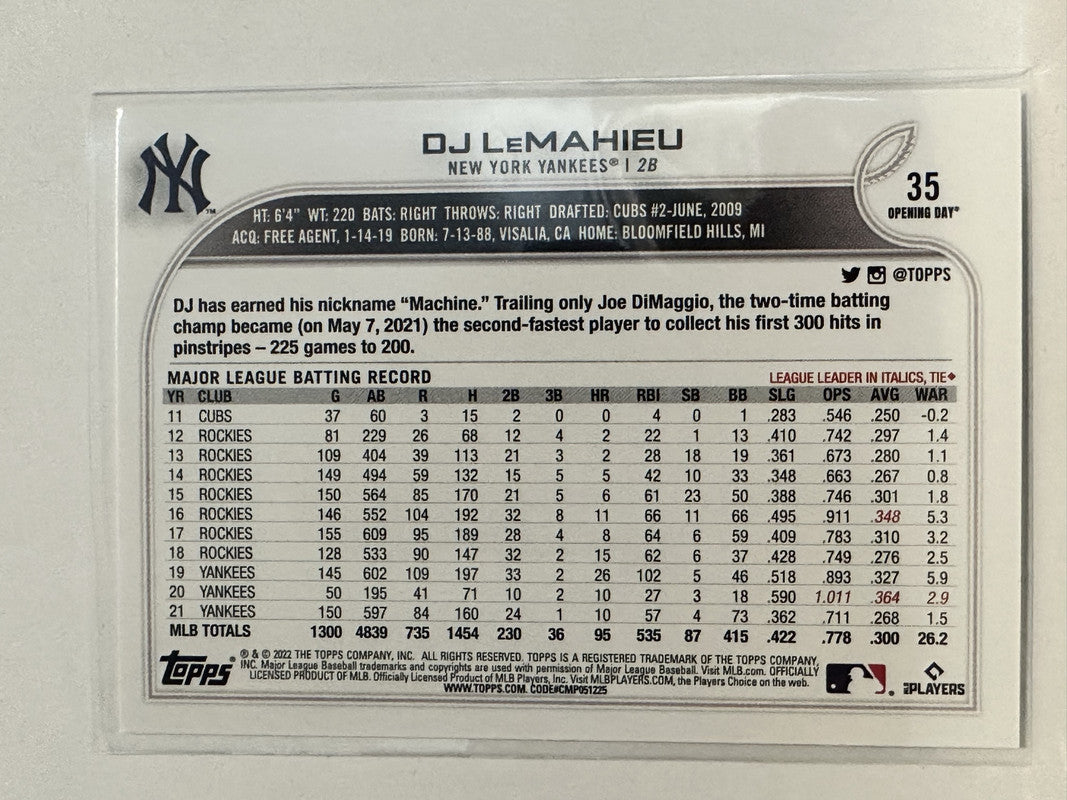 DJ LeMAHIEU
NEW YORK YANKEES® | 2B
NY™
35
OPENING DAY®
HT: 6'4" WT: 220 BATS: RIGHT THROWS: RIGHT DRAFTED: CUBS #2-JUNE, 2009
ACQ: FREE AGENT, 1-14-19 BORN: 7-13-88, VISALIA, CA HOME: BLOOMFIELD HILLS, MI
@TOPPS
DJ has earned his nickname “Machine.” Trailing only Joe DiMaggio, the two-time batting
champ became (on May 7, 2021) the second-fastest player to collect his first 300 hits in
pinstripes – 225 games to 200.
MAJOR LEAGUE BATTING RECORD LEAGUE LEADER IN ITALICS, TIE◆
YR CLUB G AB R H 2B 3B HR RBI SB BB SLG OPS AVG WAR
11 CUBS 37 60 3 15 2 0 0 4 0 1 .283 .546 .250 -0.2
12 ROCKIES 81 229 26 68 12 4 2 22 1 13 .410 .742 .297 1.4
13 ROCKIES 109 404 39 113 21 3 2 28 18 19 .361 .673 .280 1.1
14 ROCKIES 149 494 59 132 15 5 5 42 10 33 .348 .663 .267 0.8
15 ROCKIES 150 564 85 170 21 5 6 61 23 50 .388 .746 .301 1.8
16 ROCKIES 146 552 104 192 32 8 11 66 11 66 .495 .911 .348 5.3
17 ROCKIES 155 609 95 189 28 4 8 64 6 59 .409 .783 .310 3.2
18 ROCKIES 128 533 90 147 32 2 15 62 6 37 .428 .749 .276 2.5
19 YANKEES 145 602 109 197 33 2 26 102 5 46 .518 .893 .327 5.9
20 YANKEES 50 195 41 71 10 2 10 27 3 18 .590 1.011 .364 2.9
21 YANKEES 150 597 84 160 24 1 10 57 4 73 .362 .711 .268 1.5
MLB TOTALS 1300 4839 735 1454 230 36 95 535 87 415 .422 .778 .300 26.2
Topps
® & © 2022 THE TOPPS COMPANY, INC. ALL RIGHTS RESERVED. TOPPS IS A REGISTERED TRADEMARK OF THE TOPPS COMPANY,
INC. Major League Baseball trademarks and copyrights are used with permission of Major League Baseball. Visit MLB.com. OFFICIALLY
LICENSED PRODUCT OF MLB. Officially Licensed Product of MLB Players, Inc. Visit MLBPLAYERS.COM, the Players Choice on the web.
WWW.TOPPS.COM. CODE#CMP051225
MLB PLAYERS